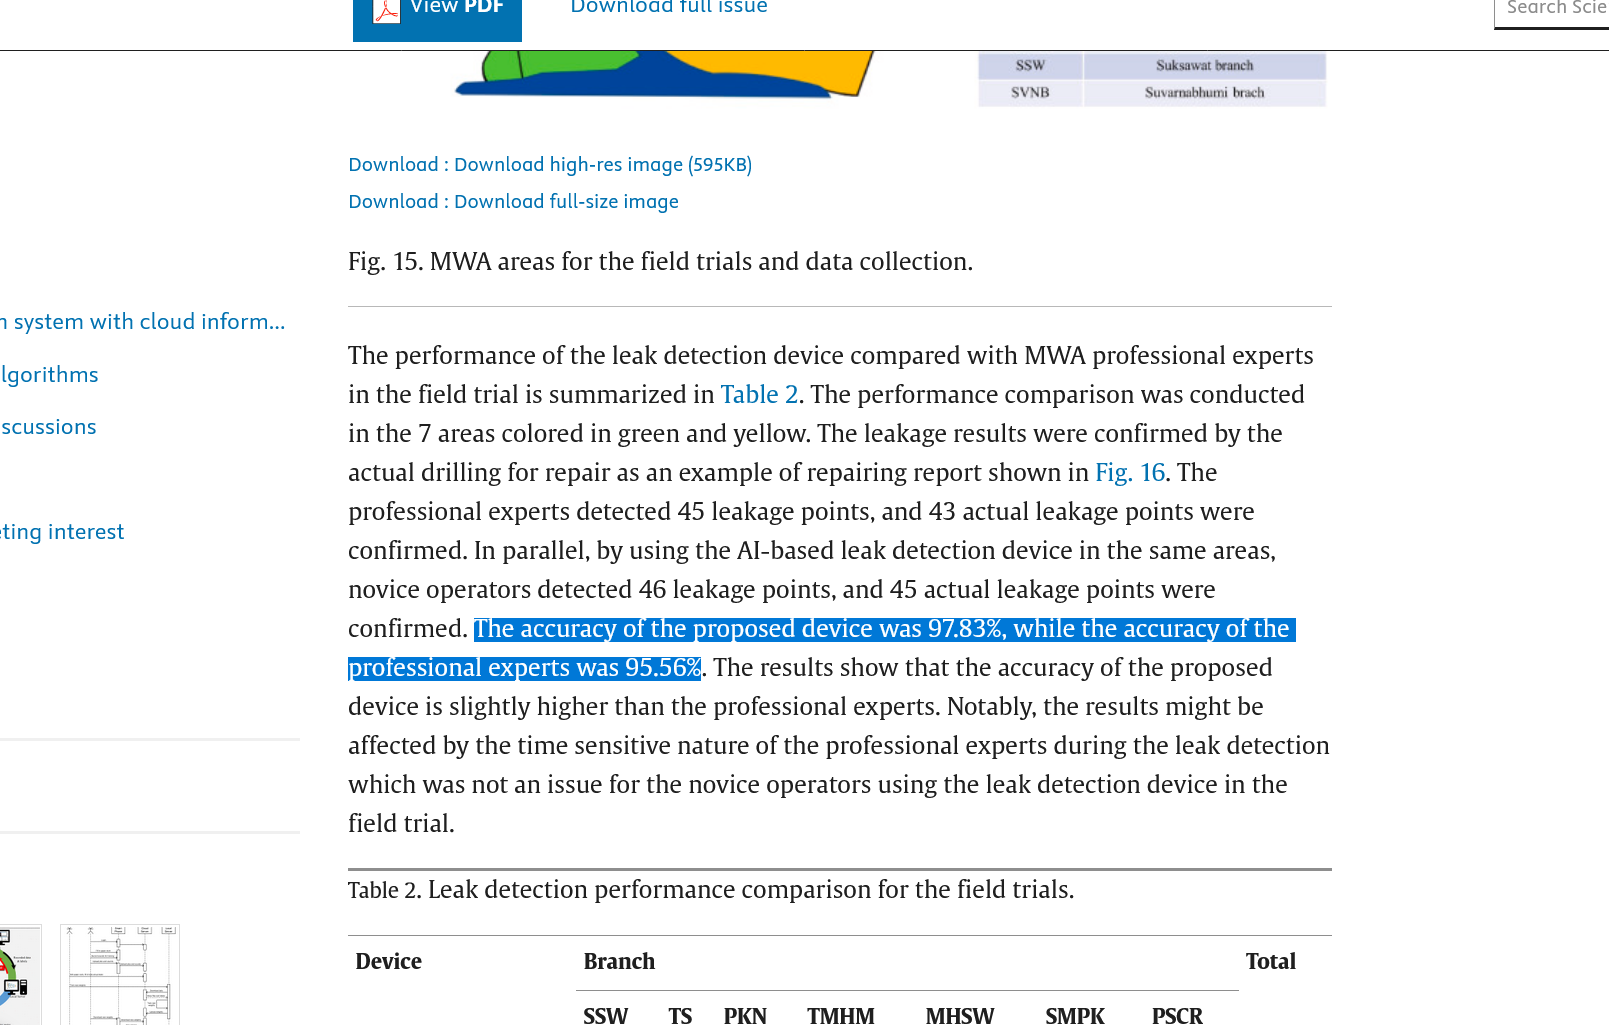 View PDF
Download full issue
Search Scie
SSW Suksawat branch
SVNB Suvarnabhumi brach
Download : Download high-res image (595KB)
Download : Download full-size image
Fig. 15. MWA areas for the field trials and data collection.
system with cloud inform...
lgorithms
scussions
ting interest
The performance of the leak detection device compared with MWA professional experts
in the field trial is summarized in Table 2. The performance comparison was conducted
in the 7 areas colored in green and yellow. The leakage results were confirmed by the
actual drilling for repair as an example of repairing report shown in Fig. 16. The
professional experts detected 45 leakage points, and 43 actual leakage points were
confirmed. In parallel, by using the AI-based leak detection device in the same areas,
novice operators detected 46 leakage points, and 45 actual leakage points were
confirmed. The accuracy of the proposed device was 97.83%, while the accuracy of the
professional experts was 95.56%. The results show that the accuracy of the proposed
device is slightly higher than the professional experts. Notably, the results might be
affected by the time sensitive nature of the professional experts during the leak detection
which was not an issue for the novice operators using the leak detection device in the
field trial.
Table 2. Leak detection performance comparison for the field trials.
Device Branch Total
SSW TS PKN TMHM MHSW SMPK PSCR